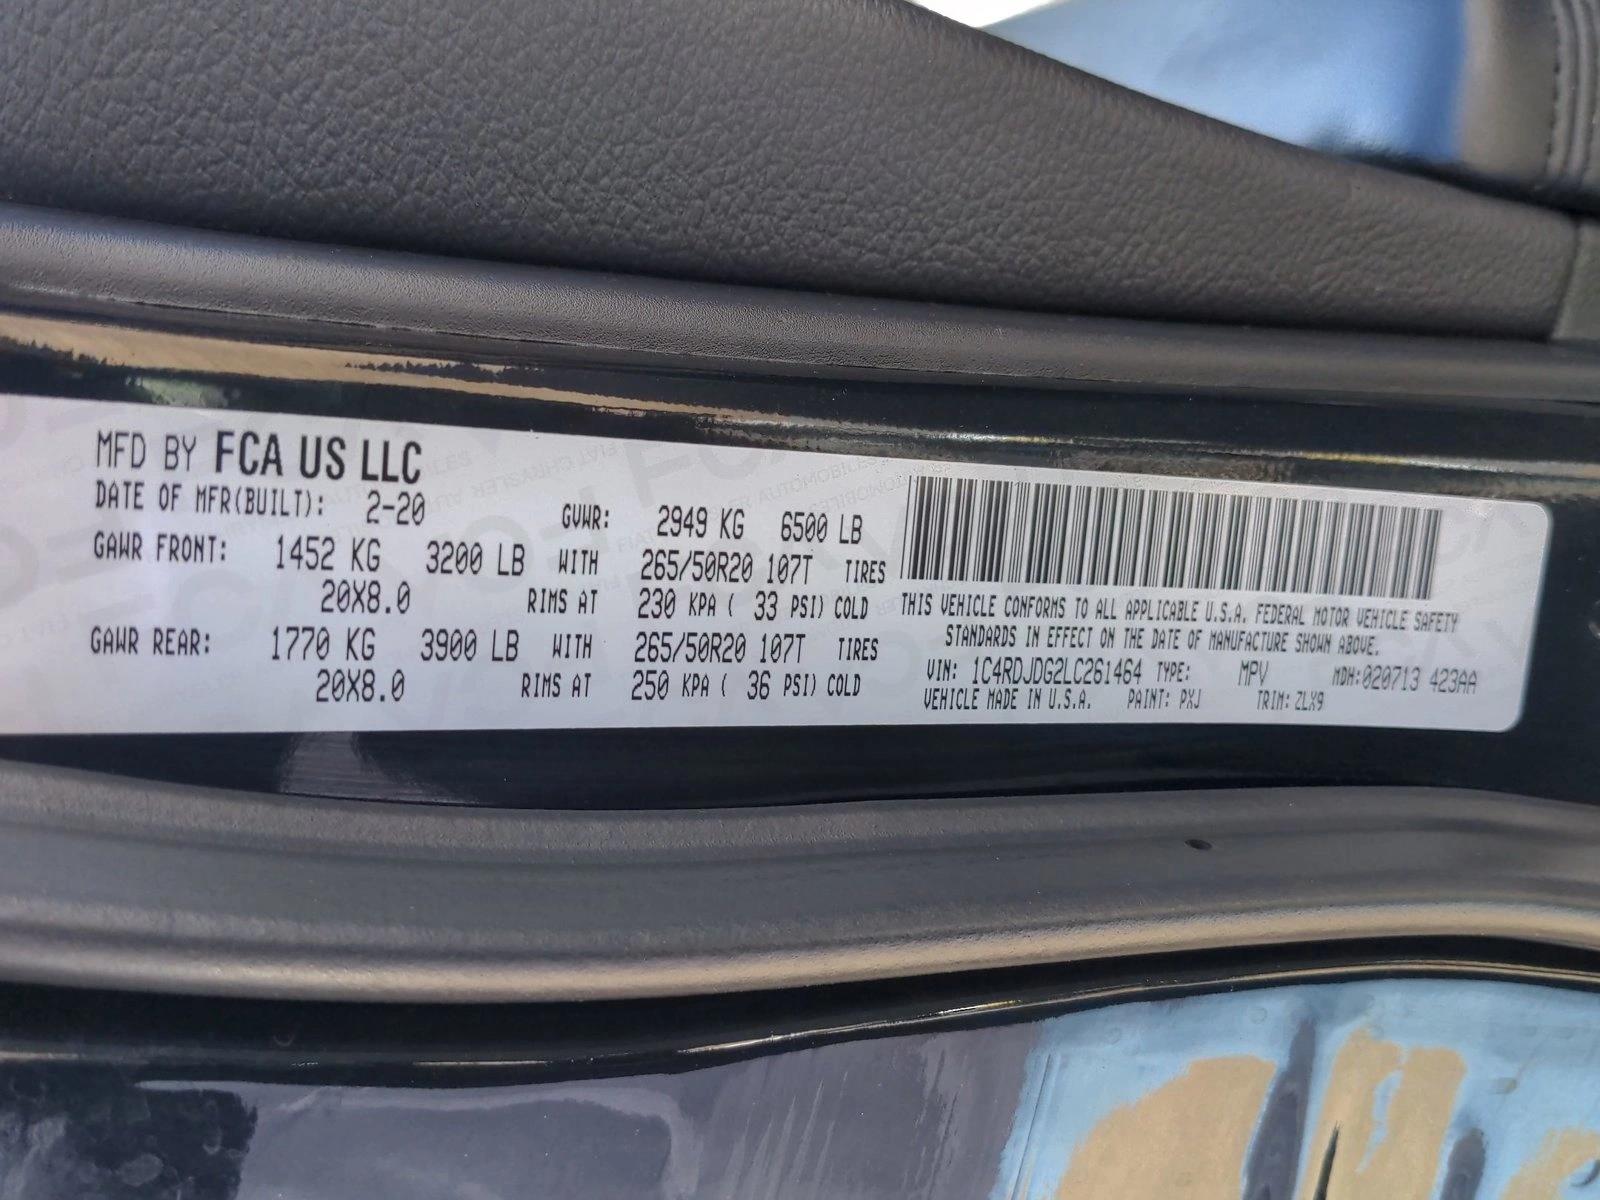 MFD BY FCA US LLC
DATE OF MFR(BUILT): 2-20 GVWR: 2949 KG 6500 LB
GAWR FRONT: 1452 KG 3200 LB WITH 265/50R20 107T TIRES
20X8.0 RIMS AT 230 KPA ( 33 PSI) COLD
GAWR REAR: 1770 KG 3900 LB WITH 265/50R20 107T TIRES
20X8.0 RIMS AT 250 KPA ( 36 PSI) COLD
THIS VEHICLE CONFORMS TO ALL APPLICABLE U.S.A. FEDERAL MOTOR VEHICLE SAFETY
STANDARDS IN EFFECT ON THE DATE OF MANUFACTURE SHOWN ABOVE.
VIN: 1C4RDJDG2LC261464 TYPE: MPV MDH:020713 423AA
VEHICLE MADE IN U.S.A. PAINT: PXJ TRIM: ZLX9